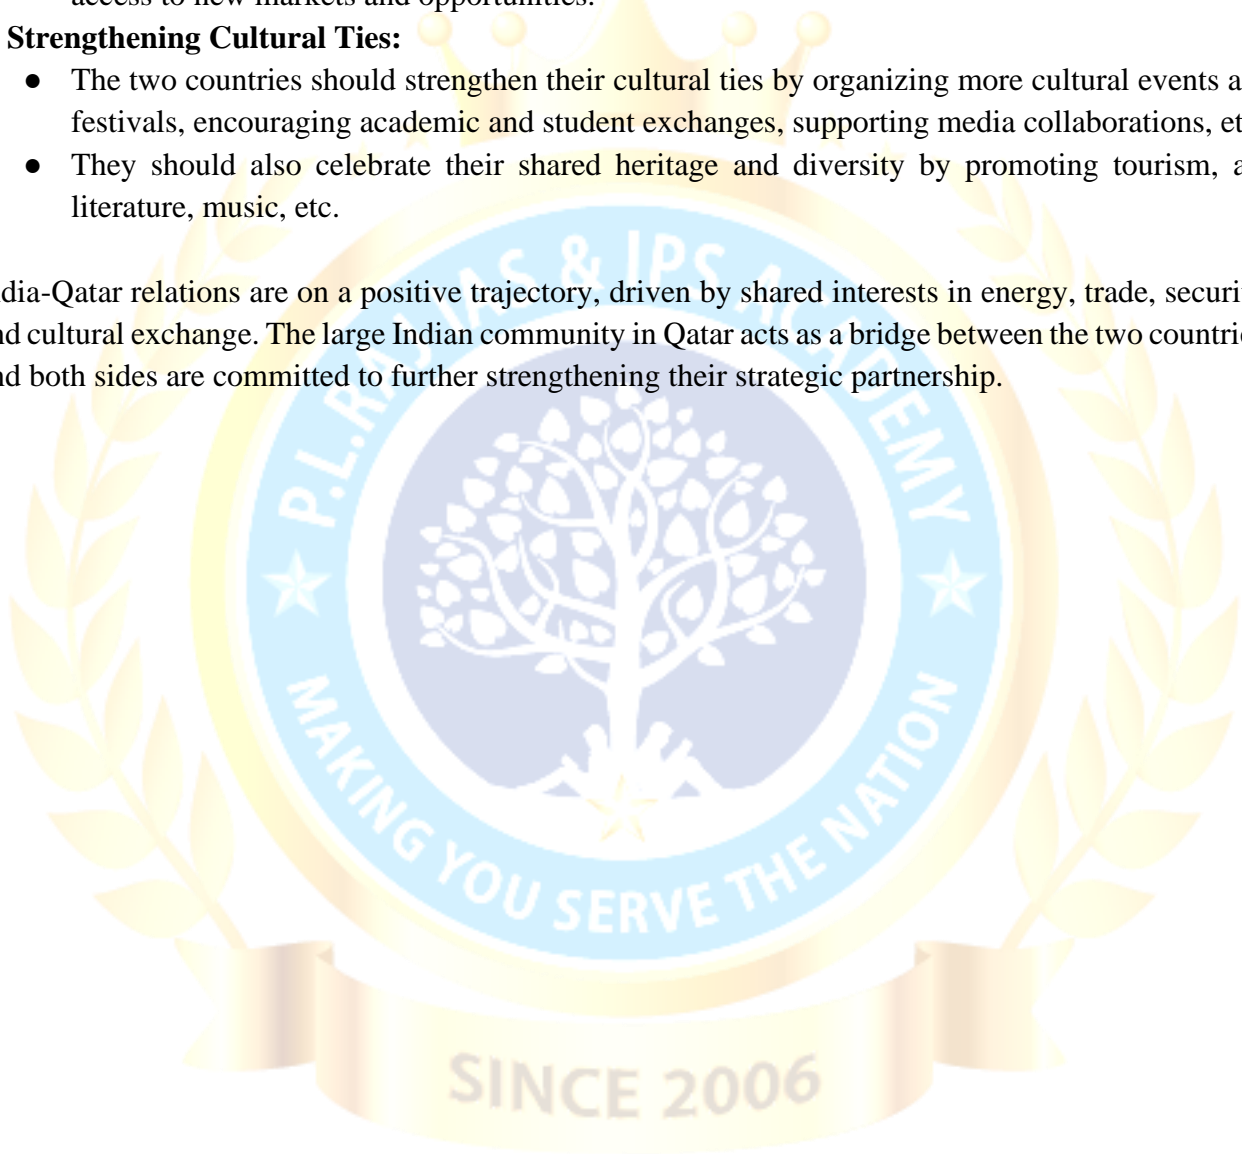 access to new markets and opportunities.
Strengthening Cultural Ties:
● The two countries should strengthen their cultural ties by organizing more cultural events a
festivals, encouraging academic and student exchanges, supporting media collaborations, et
● They should also celebrate their shared heritage and diversity by promoting tourism, a
literature, music, etc.
dia-Qatar relations are on a positive trajectory, driven by shared interests in energy, trade, securit
nd cultural exchange. The large Indian community in Qatar acts as a bridge between the two countrie
nd both sides are committed to further strengthening their strategic partnership.
P.L.RAJ IAS & IPS ACADEMY
MAKING YOU SERVE THE NATION
SINCE 2006